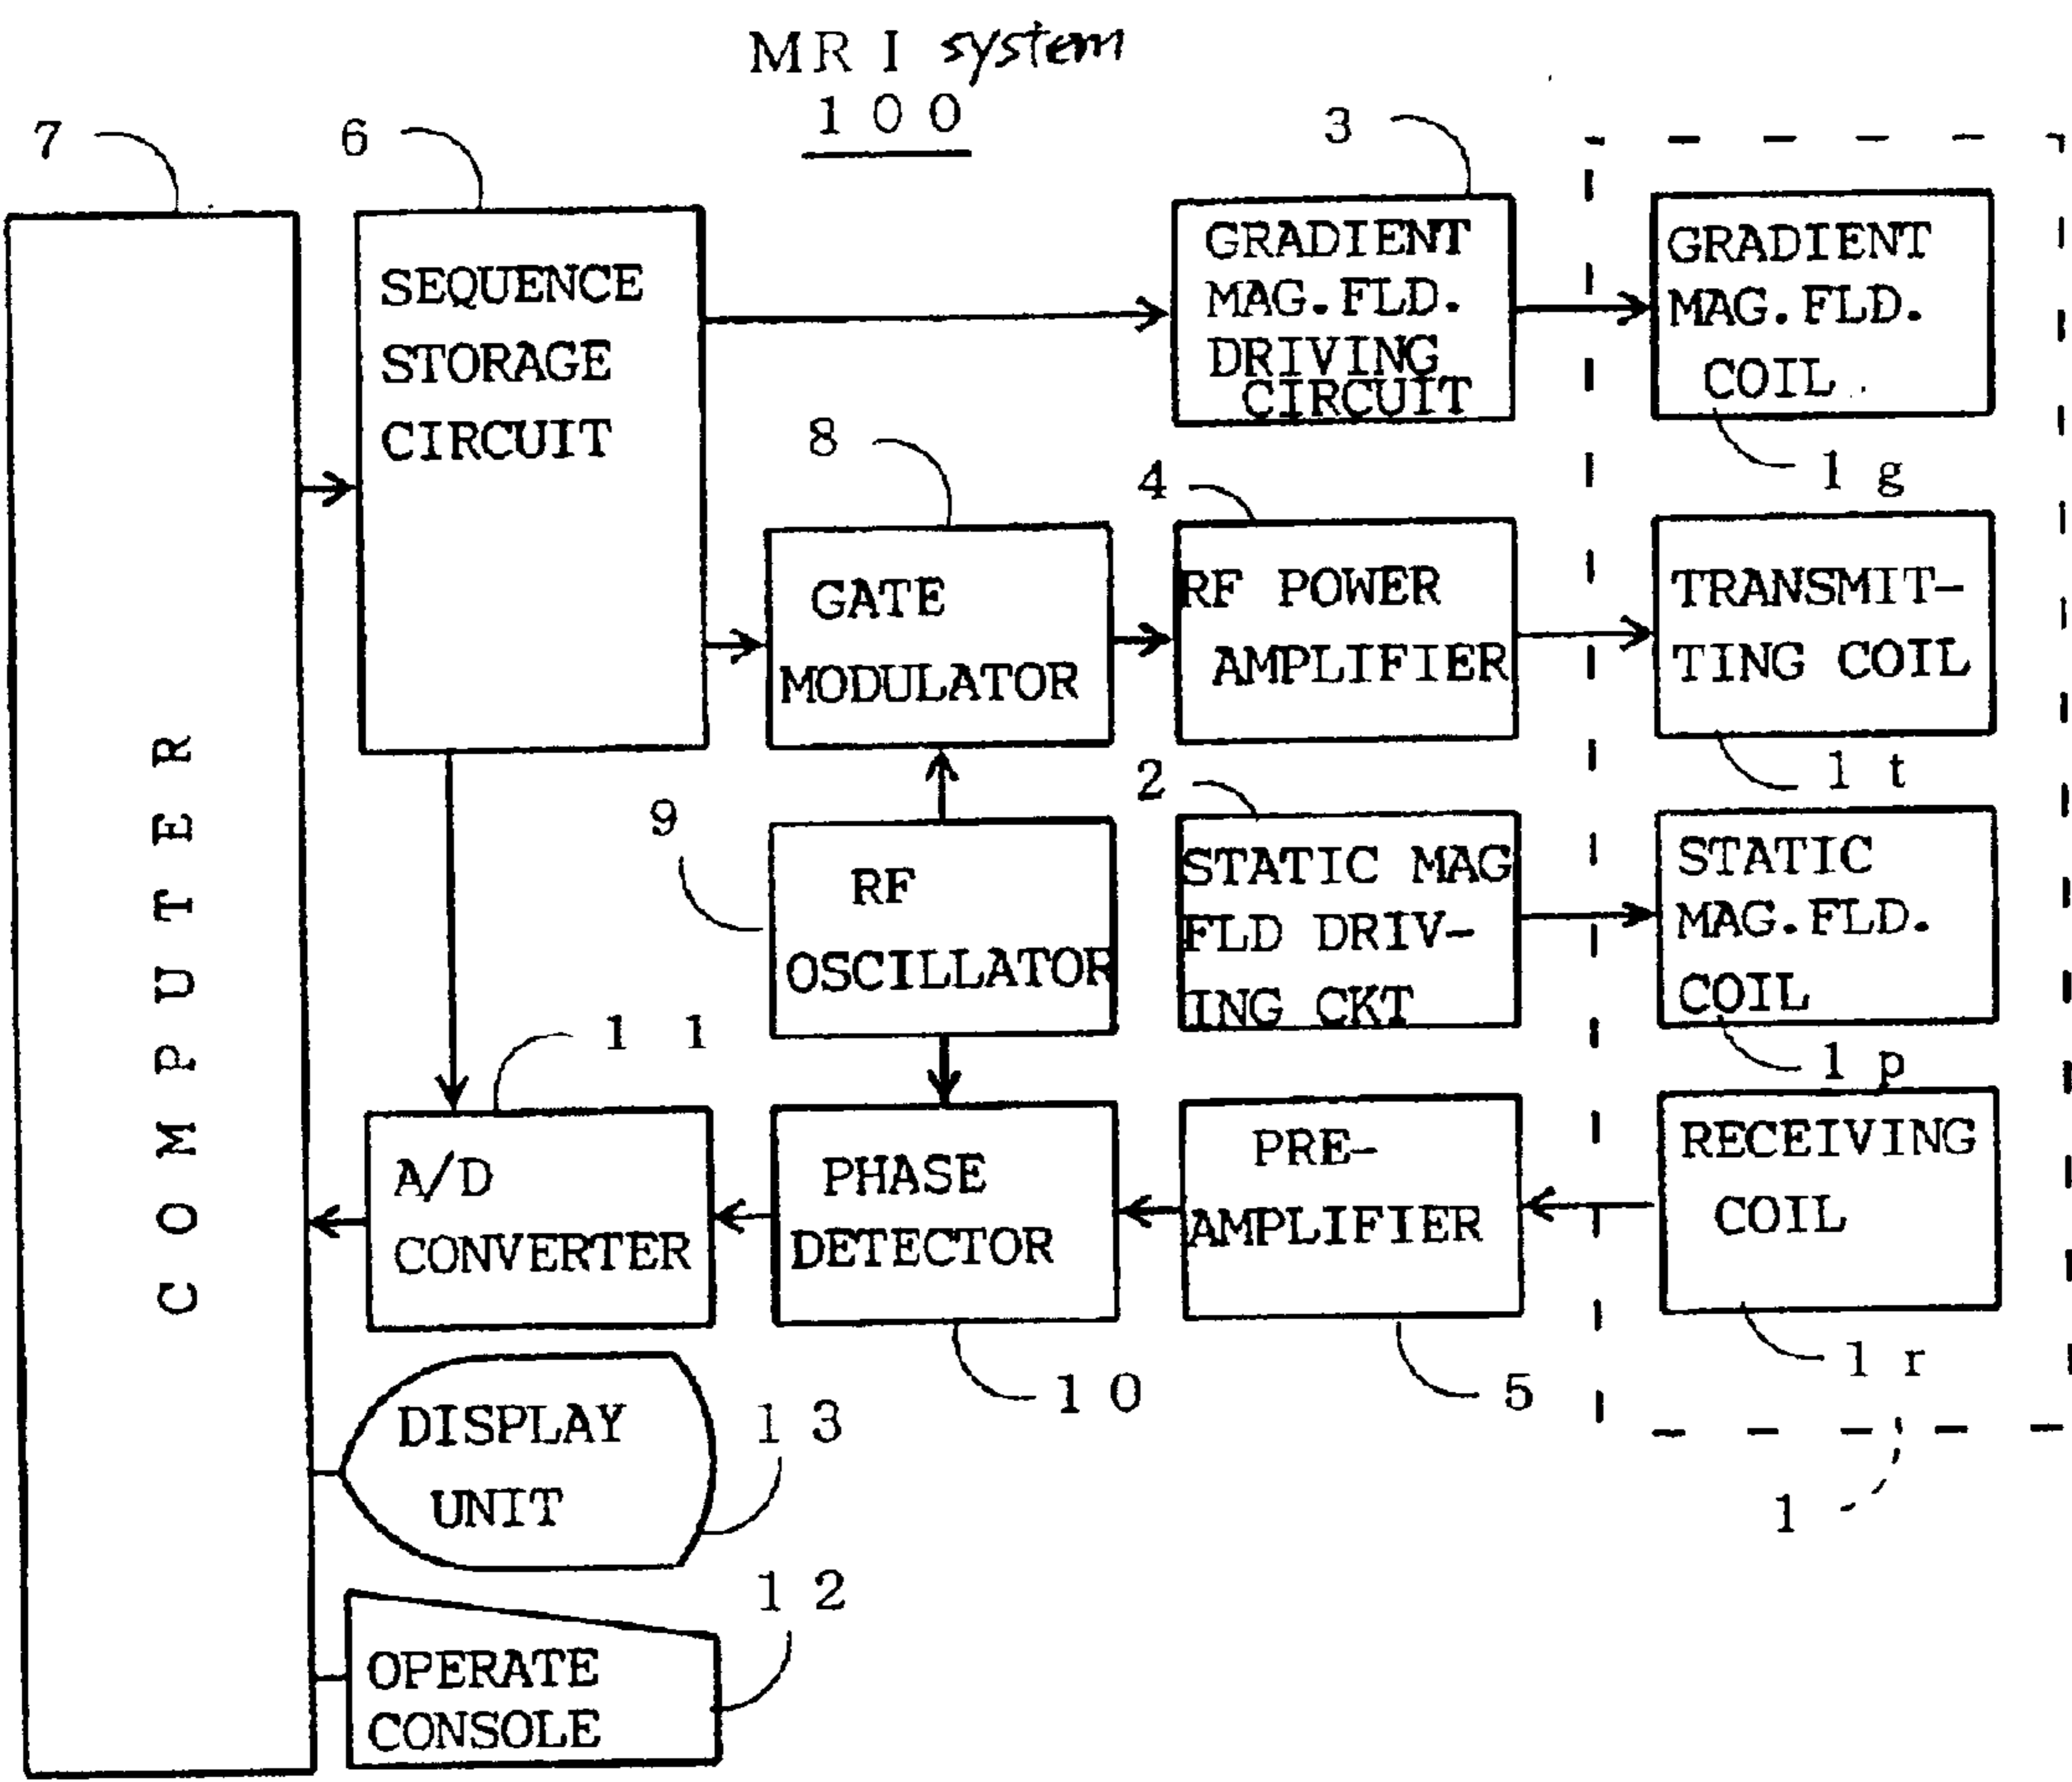 MRI system
100
7
6
3
SEQUENCE
STORAGE
CIRCUIT
GRADIENT
MAG.FLD.
DRIVING
CIRCUIT
GRADIENT
MAG.FLD.
COIL
1g
8
4
GATE
MODULATOR
RF POWER
AMPLIFIER
TRANSMIT-
TING COIL
1t
COMPUTER
9
2
RF
OSCILLATOR
STATIC MAG
FLD DRIV-
ING CKT
STATIC
MAG.FLD.
COIL
1p
11
A/D
CONVERTER
PHASE
DETECTOR
PRE-
AMPLIFIER
RECEIVING
COIL
1r
10
5
DISPLAY
UNIT
13
1
12
OPERATE
CONSOLE